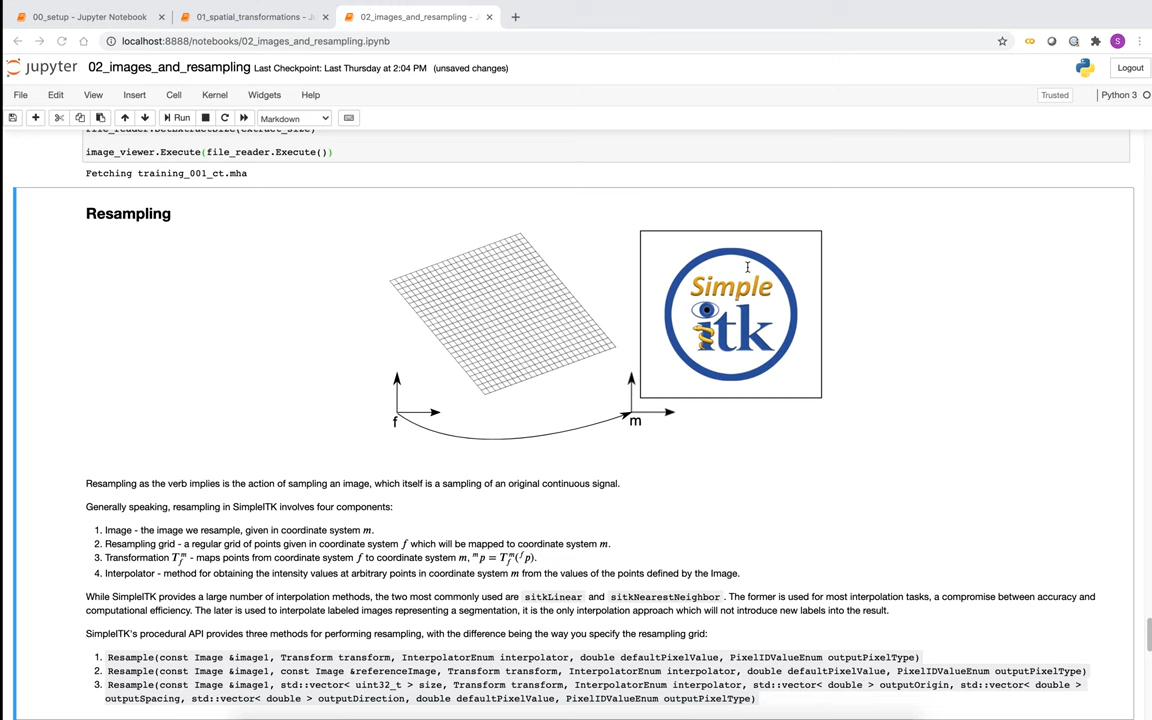 00_setup - Jupyter Notebook
01_spatial_transformations - Ju
02_images_and_resampling - J
localhost:8888/notebooks/02_images_and_resampling.ipynb
S
jupyter 02_images_and_resampling Last Checkpoint: Last Thursday at 2:04 PM (unsaved changes)
Logout
File Edit View Insert Cell Kernel Widgets Help
Trusted Python 3
Run Markdown
file_reader.SetExtractSize(extract_size)
image_viewer.Execute(file_reader.Execute())
Fetching training_001_ct.mha
Resampling
Simple
itk
f
m
Resampling as the verb implies is the action of sampling an image, which itself is a sampling of an original continuous signal.
Generally speaking, resampling in SimpleITK involves four components:
1. Image - the image we resample, given in coordinate system m.
2. Resampling grid - a regular grid of points given in coordinate system f which will be mapped to coordinate system m.
3. Transformation T_f^m - maps points from coordinate system f to coordinate system m, ^m p = T_f^m(^f p).
4. Interpolator - method for obtaining the intensity values at arbitrary points in coordinate system m from the values of the points defined by the Image.
While SimpleITK provides a large number of interpolation methods, the two most commonly used are sitkLinear and sitkNearestNeighbor . The former is used for most interpolation tasks, a compromise between accuracy and
computational efficiency. The later is used to interpolate labeled images representing a segmentation, it is the only interpolation approach which will not introduce new labels into the result.
SimpleITK's procedural API provides three methods for performing resampling, with the difference being the way you specify the resampling grid:
1. Resample(const Image &image1, Transform transform, InterpolatorEnum interpolator, double defaultPixelValue, PixelIDValueEnum outputPixelType)
2. Resample(const Image &image1, const Image &referenceImage, Transform transform, InterpolatorEnum interpolator, double defaultPixelValue, PixelIDValueEnum outputPixelType)
3. Resample(const Image &image1, std::vector< uint32_t > size, Transform transform, InterpolatorEnum interpolator, std::vector< double > outputOrigin, std::vector< double >
outputSpacing, std::vector< double > outputDirection, double defaultPixelValue, PixelIDValueEnum outputPixelType)